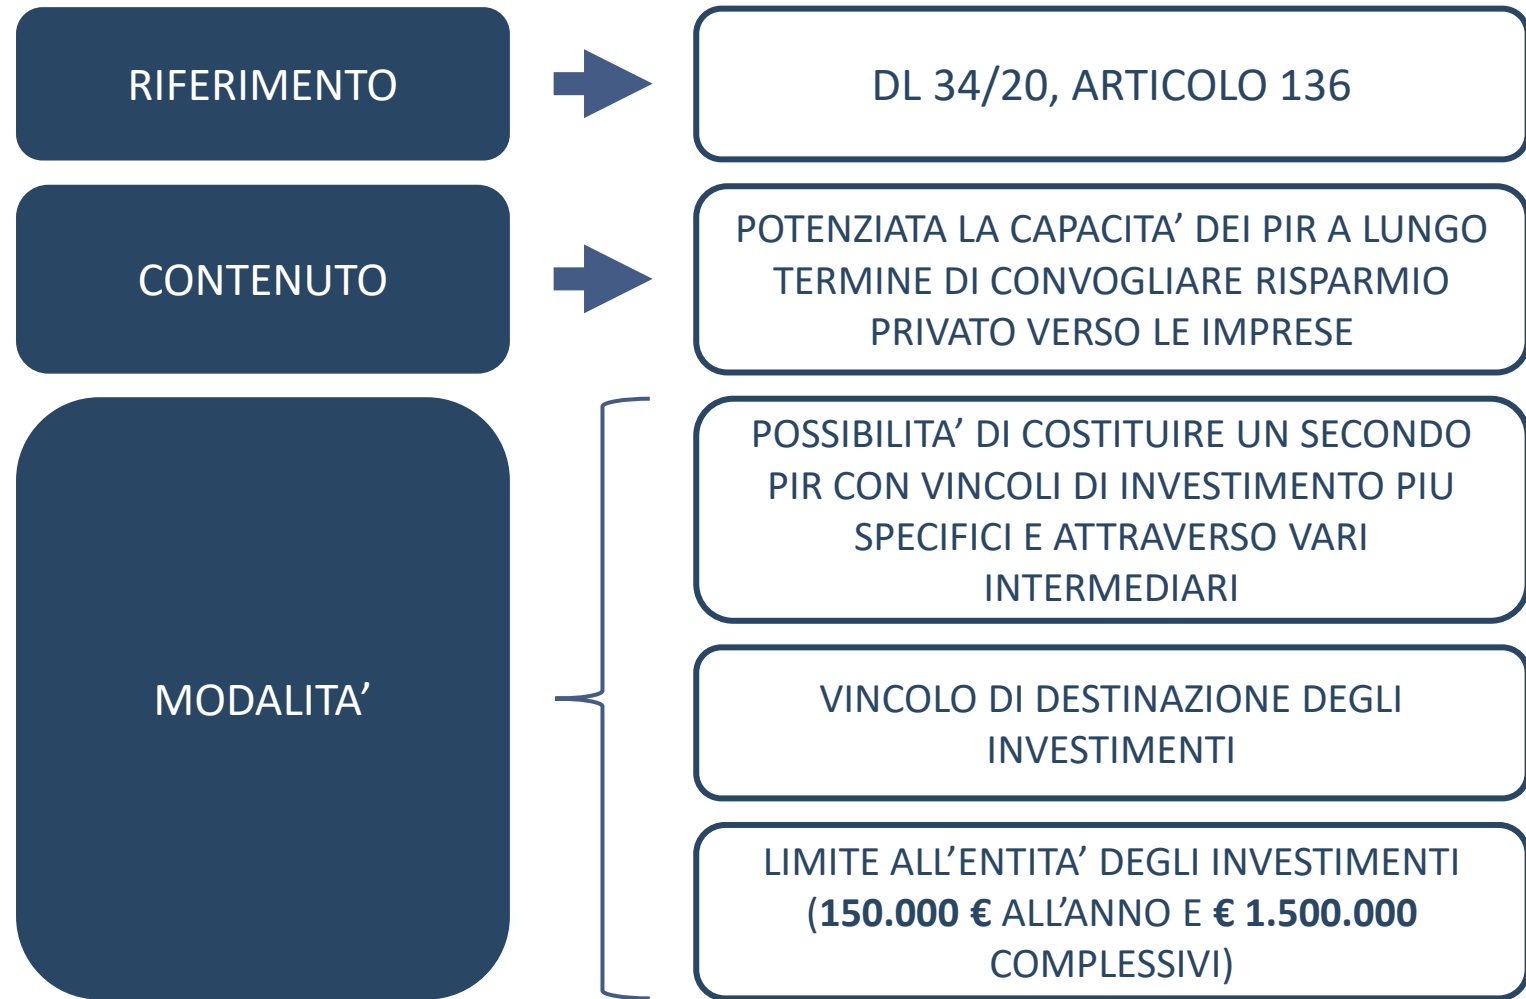 RIFERIMENTO
DL 34/20, ARTICOLO 136
CONTENUTO
POTENZIATA LA CAPACITA’ DEI PIR A LUNGO
TERMINE DI CONVOGLIARE RISPARMIO
PRIVATO VERSO LE IMPRESE
MODALITA’
POSSIBILITA’ DI COSTITUIRE UN SECONDO
PIR CON VINCOLI DI INVESTIMENTO PIU
SPECIFICI E ATTRAVERSO VARI
INTERMEDIARI
VINCOLO DI DESTINAZIONE DEGLI
INVESTIMENTI
LIMITE ALL’ENTITA’ DEGLI INVESTIMENTI
(150.000 € ALL’ANNO E € 1.500.000
COMPLESSIVI)